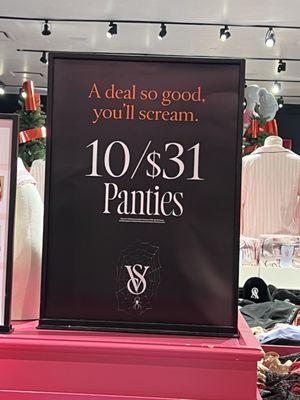 A deal so good,
you'll scream.
10/$31
Panties
VS